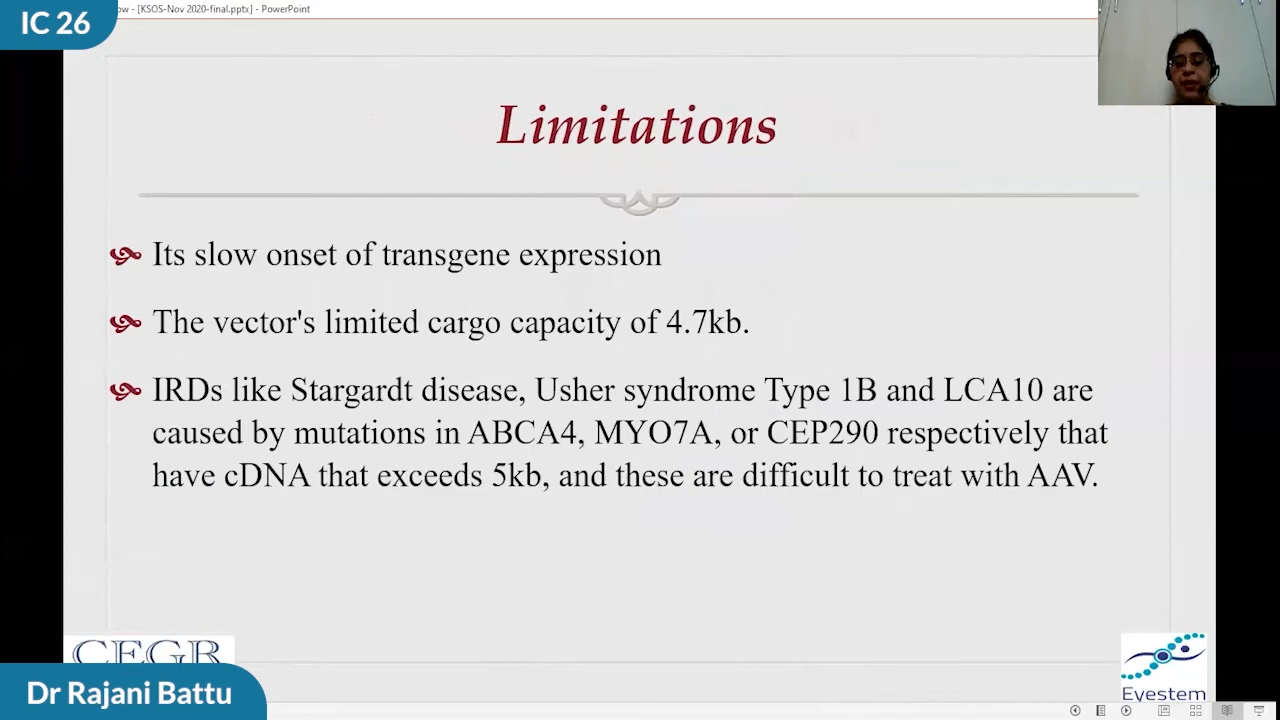 IC 26
ow - [KSOS-Nov 2020-final.pptx] - PowerPoint
Limitations
Its slow onset of transgene expression
The vector's limited cargo capacity of 4.7kb.
IRDs like Stargardt disease, Usher syndrome Type 1B and LCA10 are
caused by mutations in ABCA4, MYO7A, or CEP290 respectively that
have cDNA that exceeds 5kb, and these are difficult to treat with AAV.
CEGR
Eyestem
Dr Rajani Battu